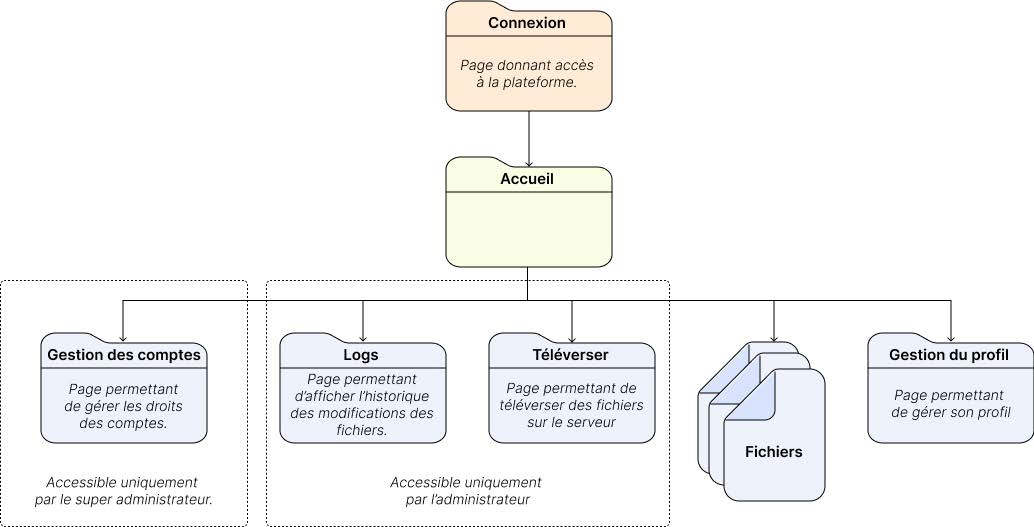 Connexion
Page donnant accès
à la plateforme.
Accueil
Gestion des comptes
Page permettant
de gérer les droits
des comptes.
Accessible uniquement
par le super administrateur.
Logs
Page permettant
d'afficher l'historique
des modifications des
fichiers.
Téléverser
Page permettant de
téléverser des fichiers
sur le serveur
Accessible uniquement
par l'administrateur
Fichiers
Gestion du profil
Page permettant
de gérer son profil